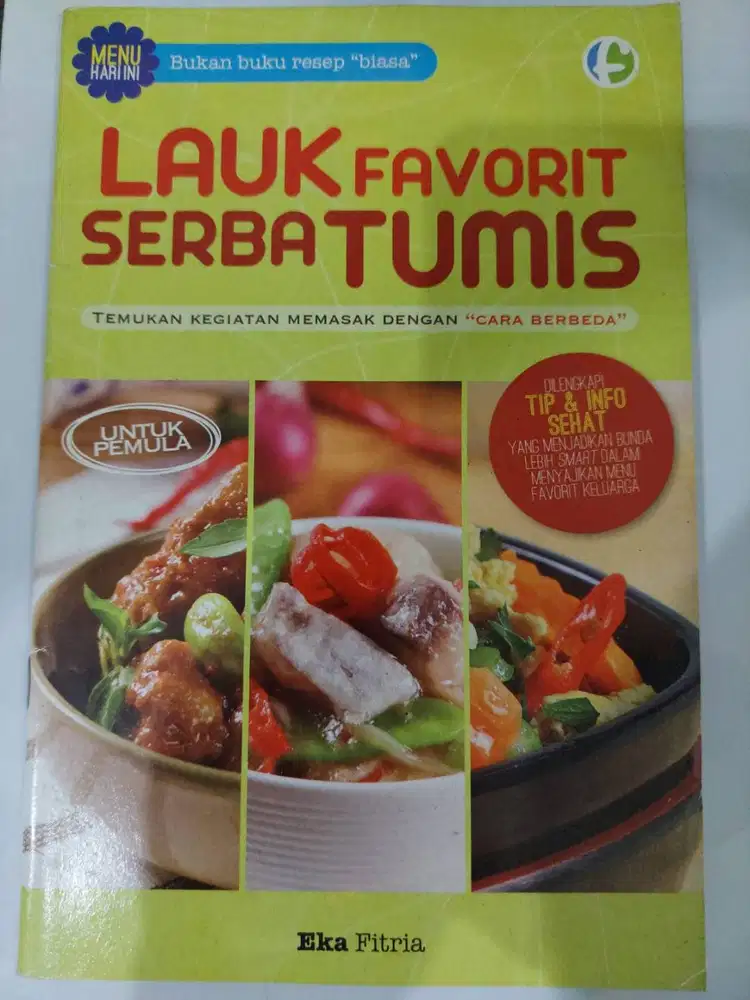 MENU
HARI INI
Bukan buku resep “biasa”
LAUK FAVORIT
SERBA TUMIS
TEMUKAN KEGIATAN MEMASAK DENGAN “CARA BERBEDA”
UNTUK
PEMULA
DILENGKAPI
TIP & INFO
SEHAT
YANG MENJADIKAN BUNDA
LEBIH SMART DALAM
MENYAJIKAN MENU
FAVORIT KELUARGA
Eka Fitria